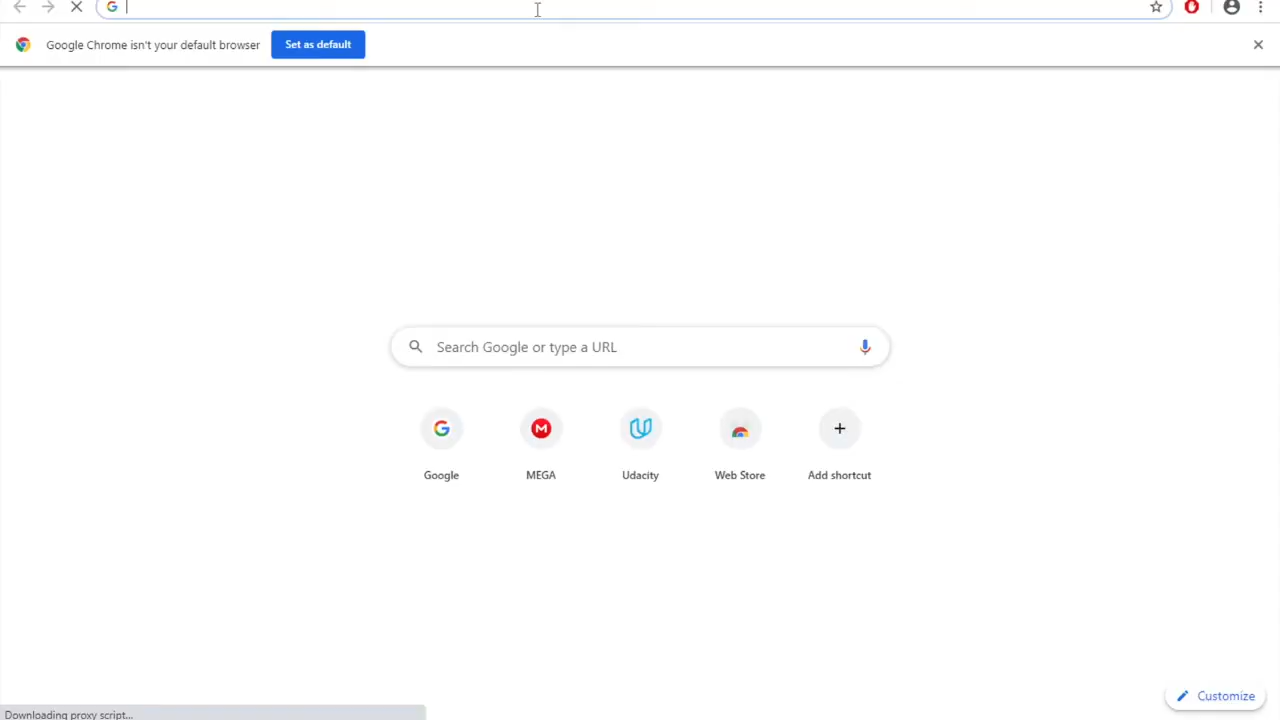 Google Chrome isn't your default browser
Set as default
Search Google or type a URL
Google
MEGA
Udacity
Web Store
Add shortcut
Customize
Downloading proxy script...